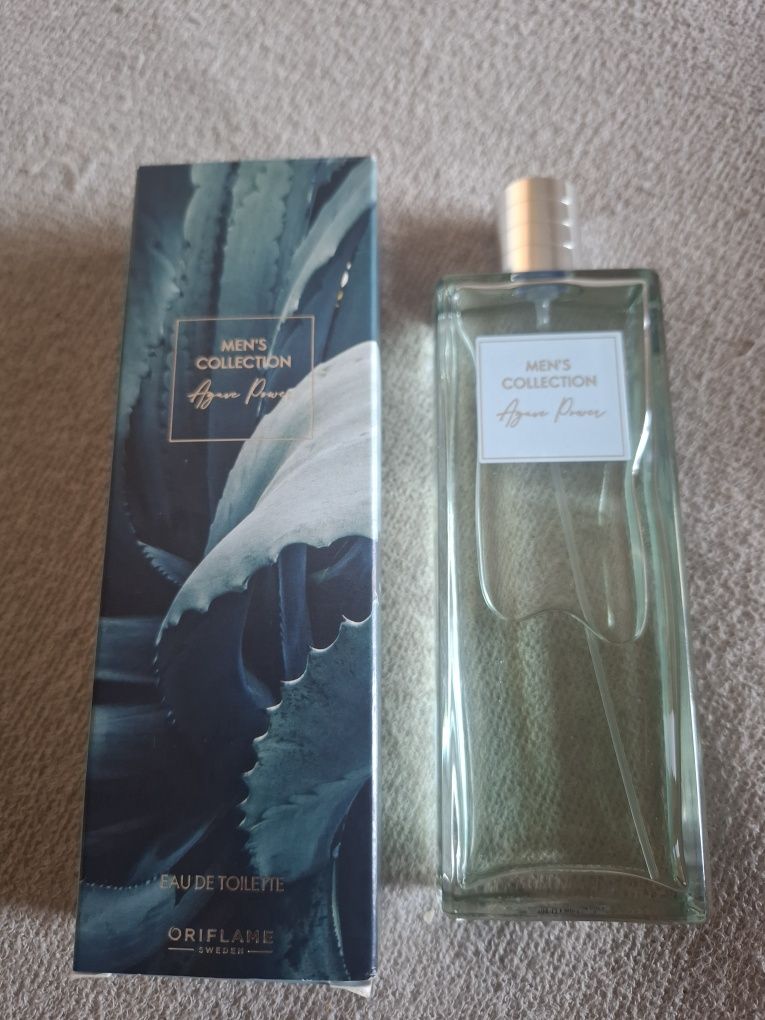 MEN'S
COLLECTION
Agave Power
EAU DE TOILETTE
ORIFLAME
SWEDEN
MEN'S
COLLECTION
Agave Power